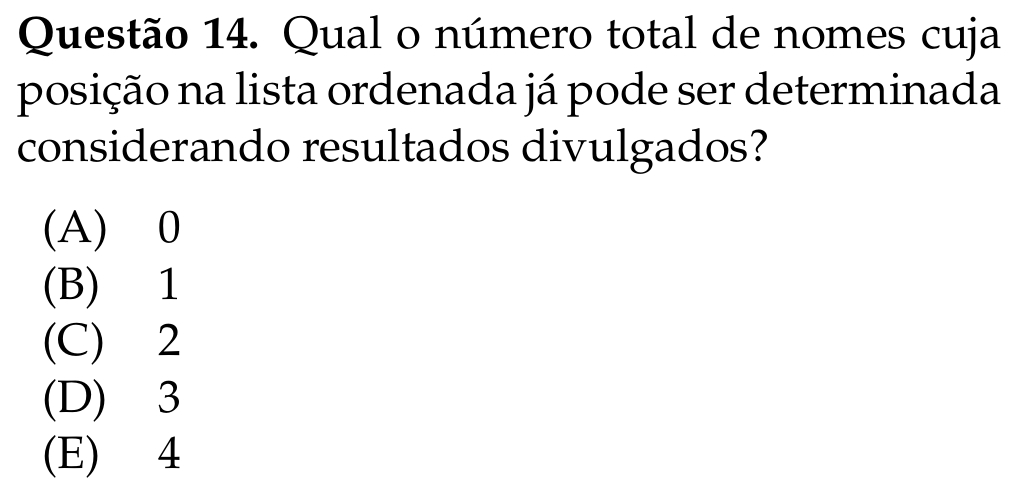 Questão 14. Qual o número total de nomes cuja
posição na lista ordenada já pode ser determinada
considerando resultados divulgados?
(A) 0
(B) 1
(C) 2
(D) 3
(E) 4